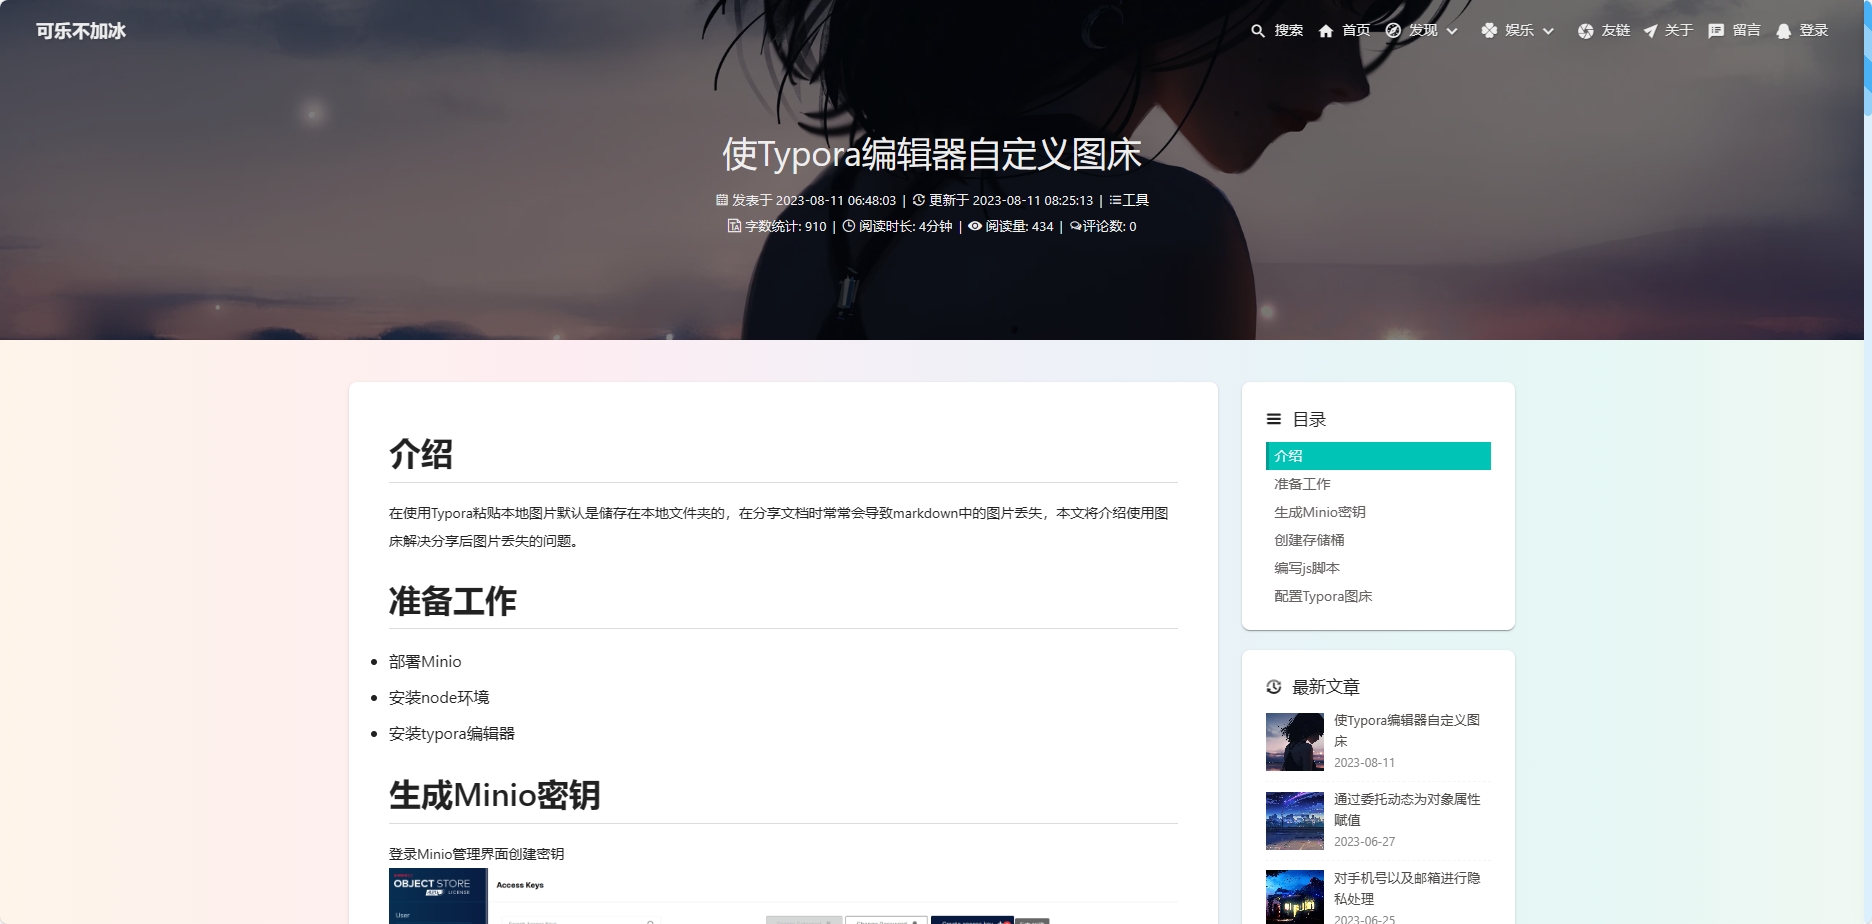 可乐不加冰
搜索 首页 发现 娱乐 友链 关于 留言 登录
使Typora编辑器自定义图床
发表于 2023-08-11 06:48:03 | 更新于 2023-08-11 08:25:13 | 工具
字数统计: 910 | 阅读时长: 4分钟 | 阅读量: 434 | 评论数: 0
介绍
在使用Typora粘贴本地图片默认是储存在本地文件夹的，在分享文档时常常会导致markdown中的图片丢失，本文将介绍使用图
床解决分享后图片丢失的问题。
准备工作
部署Minio
安装node环境
安装typora编辑器
生成Minio密钥
登录Minio管理界面创建密钥
OBJECT STORE
LICENSE
Access Keys
User
目录
介绍
准备工作
生成Minio密钥
创建存储桶
编写js脚本
配置Typora图床
最新文章
使Typora编辑器自定义图
床
2023-08-11
通过委托动态为对象属性
赋值
2023-06-27
对手机号以及邮箱进行隐
私处理
2023-06-25